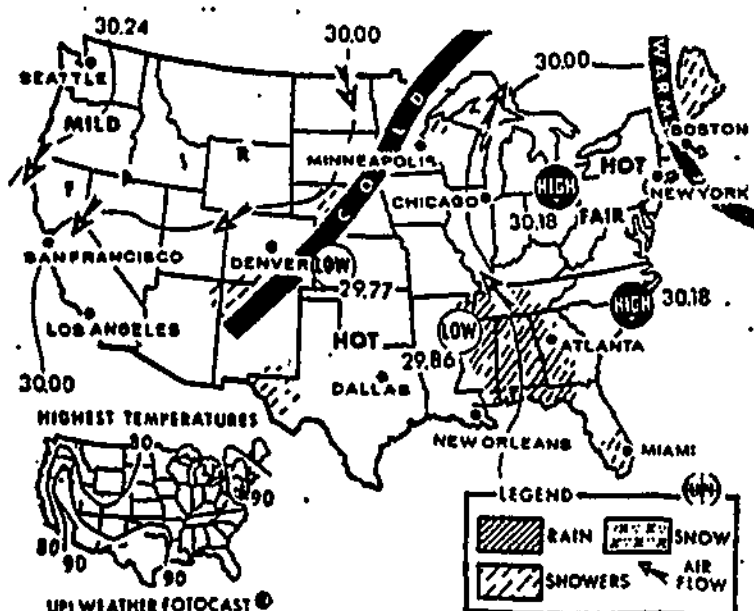 30.24
30.00
30.00
SEATTLE
MILD
COLD
WARM
BOSTON
MINNEAPOLIS
HOT
NEW YORK
CHICAGO
HIGH
30.18
FAIR
SAN FRANCISCO
DENVER
LOW
29.77
HIGH
30.18
LOS ANGELES
HOT
LOW
29.86
ATLANTA
DALLAS
30.00
NEW ORLEANS
MIAMI
HIGHEST TEMPERATURES
80
90
80
90
90
UPI WEATHER FOTOCAST ©
LEGEND
UPI
RAIN
SNOW
SHOWERS
AIR
FLOW